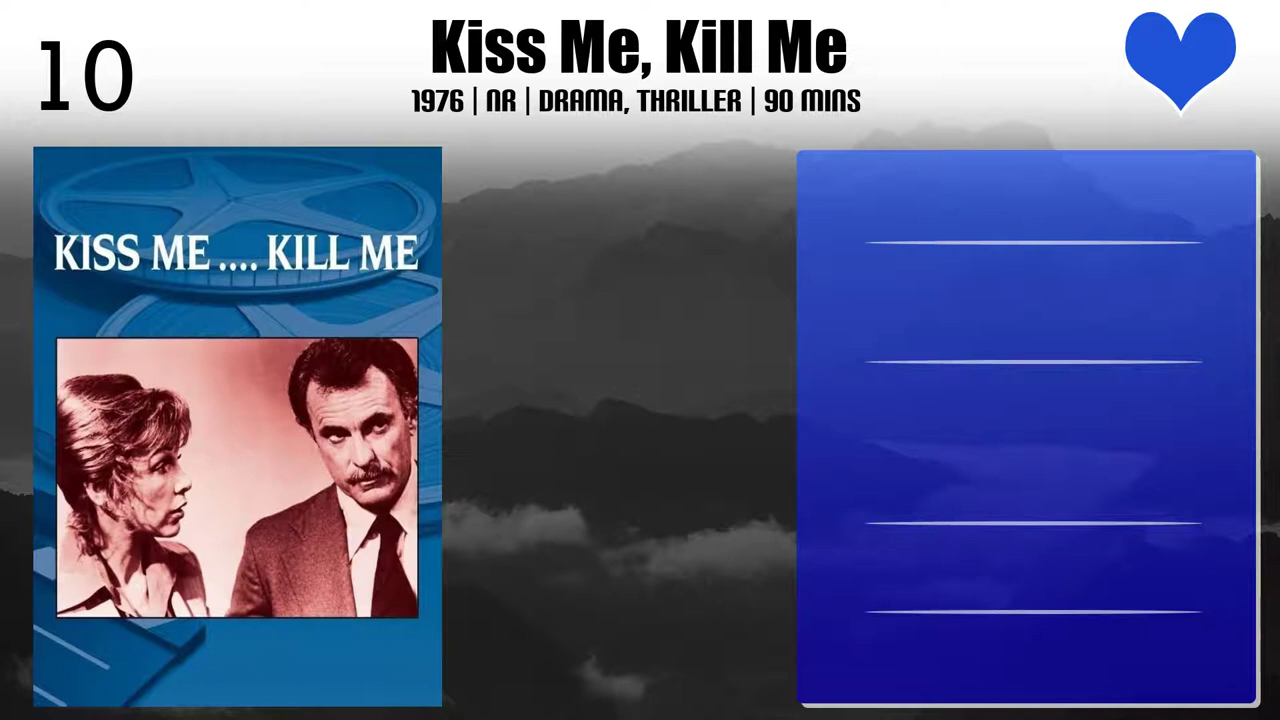 10
Kiss Me, Kill Me
1976 | NR | DRAMA, THRILLER | 90 MINS
KISS ME .... KILL ME